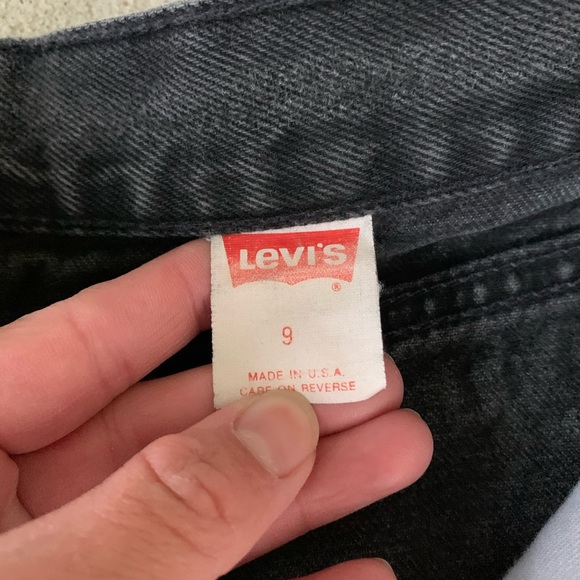 Levi's
®
9
MADE IN U.S.A.
CARE ON REVERSE